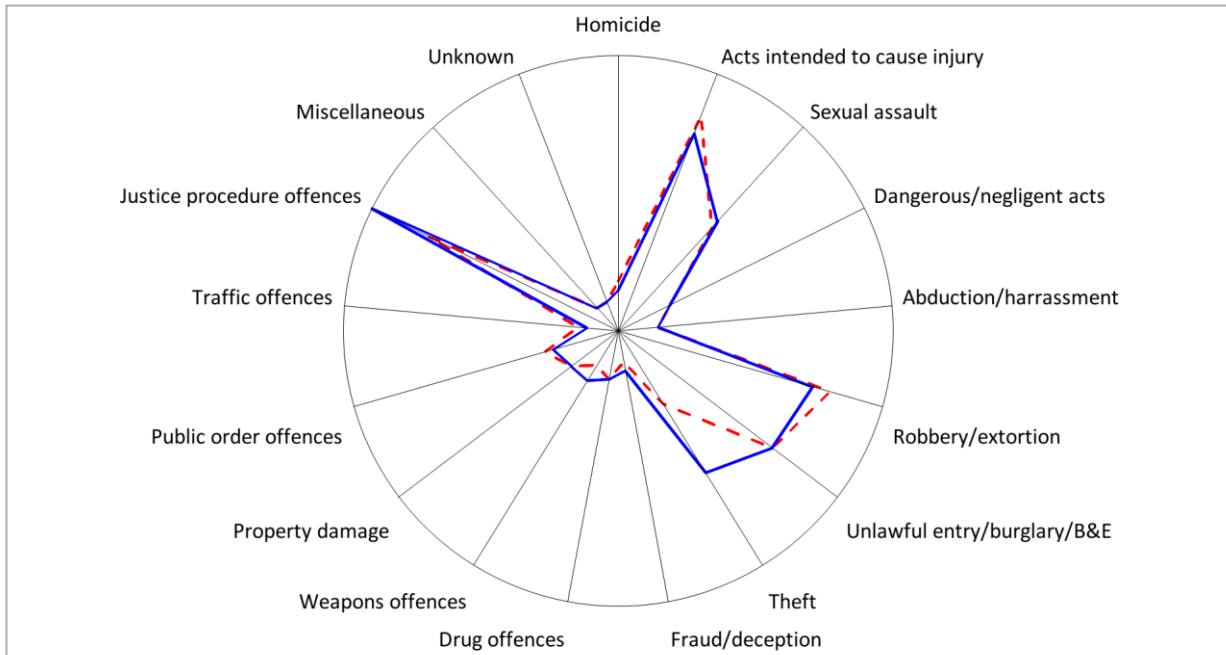 Homicide
Unknown
Acts intended to cause injury
Miscellaneous
Sexual assault
Justice procedure offences
Dangerous/negligent acts
Traffic offences
Abduction/harrassment
Public order offences
Robbery/extortion
Property damage
Unlawful entry/burglary/B&E
Weapons offences
Theft
Drug offences
Fraud/deception